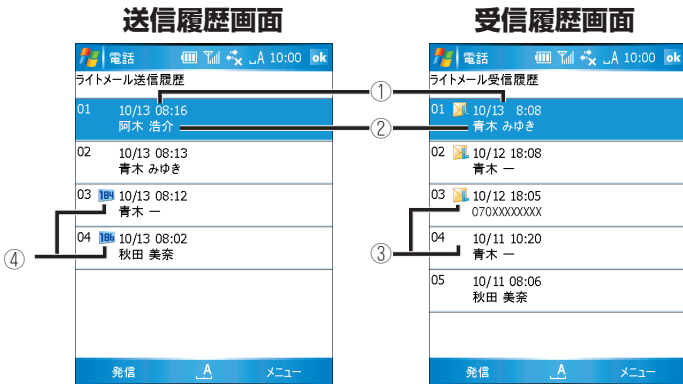 送信履歴画面
電話 A 10:00 ok
ライトメール送信履歴
01 10/13 08:16
阿木 浩介
02 10/13 08:13
青木 みゆき
03 184 10/13 08:12
青木 一
04 186 10/13 08:02
秋田 美奈
発信 A メニュー
受信履歴画面
電話 A 10:00 ok
ライトメール受信履歴
01 10/13 8:08
青木 みゆき
02 10/12 18:08
青木 一
03 10/12 18:05
070XXXXXXXX
04 10/11 10:20
青木 一
05 10/11 08:06
秋田 美奈
発信 A メニュー
①
②
③
④